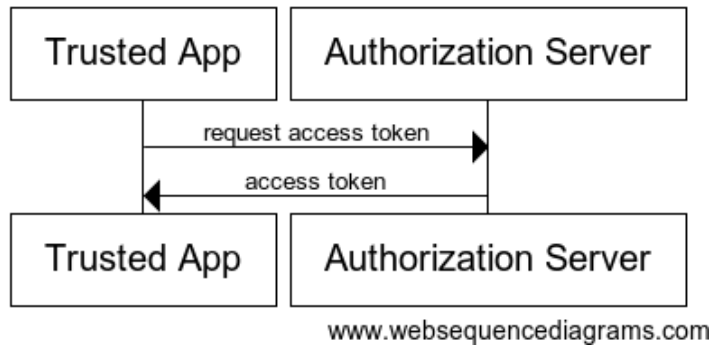 Trusted App
Authorization Server
request access token
access token
Trusted App
Authorization Server
www.websequencediagrams.com